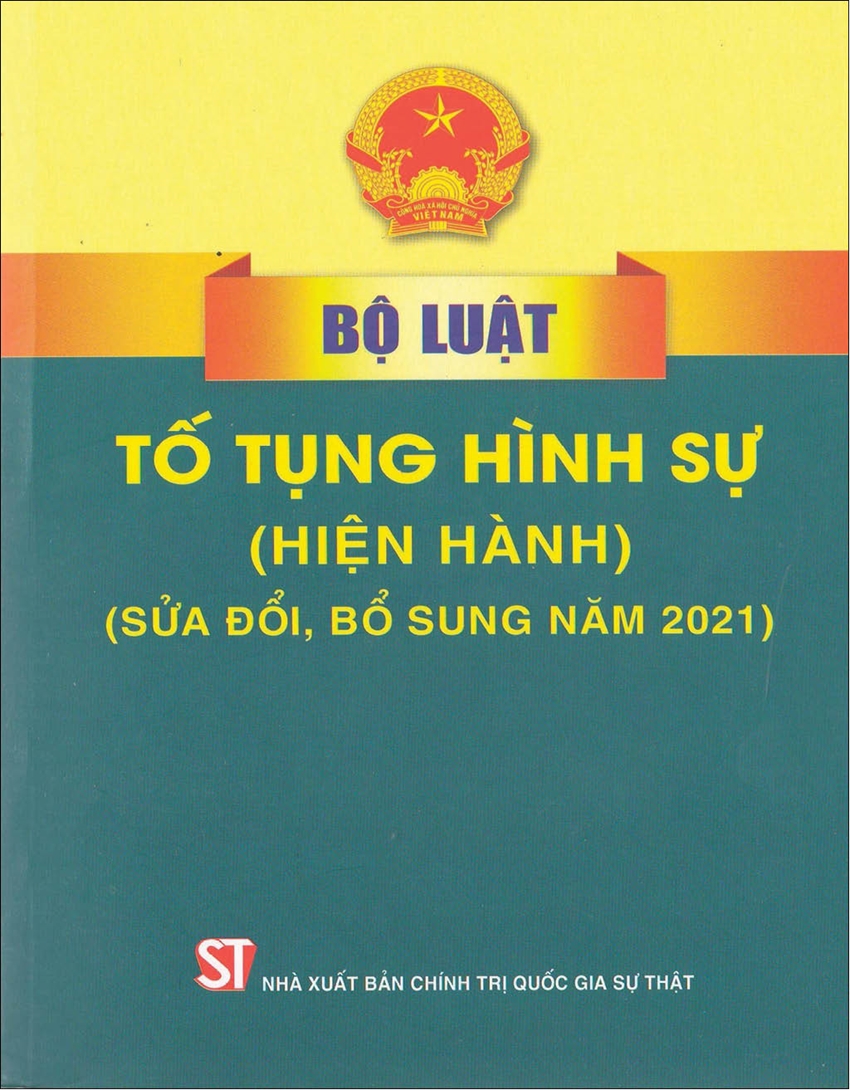 CỘNG HOÀ XÃ HỘI CHỦ NGHĨA
VIỆT NAM
BỘ LUẬT
TỐ TỤNG HÌNH SỰ
(HIỆN HÀNH)
(SỬA ĐỔI, BỔ SUNG NĂM 2021)
ST
NHÀ XUẤT BẢN CHÍNH TRỊ QUỐC GIA SỰ THẬT